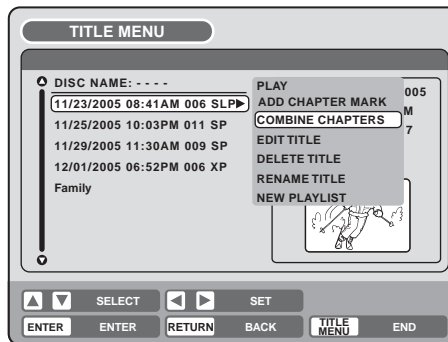 TITLE MENU
DISC NAME: - - - -
11/23/2005 08:41AM 006 SLP
11/25/2005 10:03PM 011 SP
11/29/2005 11:30AM 009 SP
12/01/2005 06:52PM 006 XP
Family
PLAY
ADD CHAPTER MARK
COMBINE CHAPTERS
EDIT TITLE
DELETE TITLE
RENAME TITLE
NEW PLAYLIST
005
M
7
SELECT SET
ENTER ENTER RETURN BACK TITLE MENU END